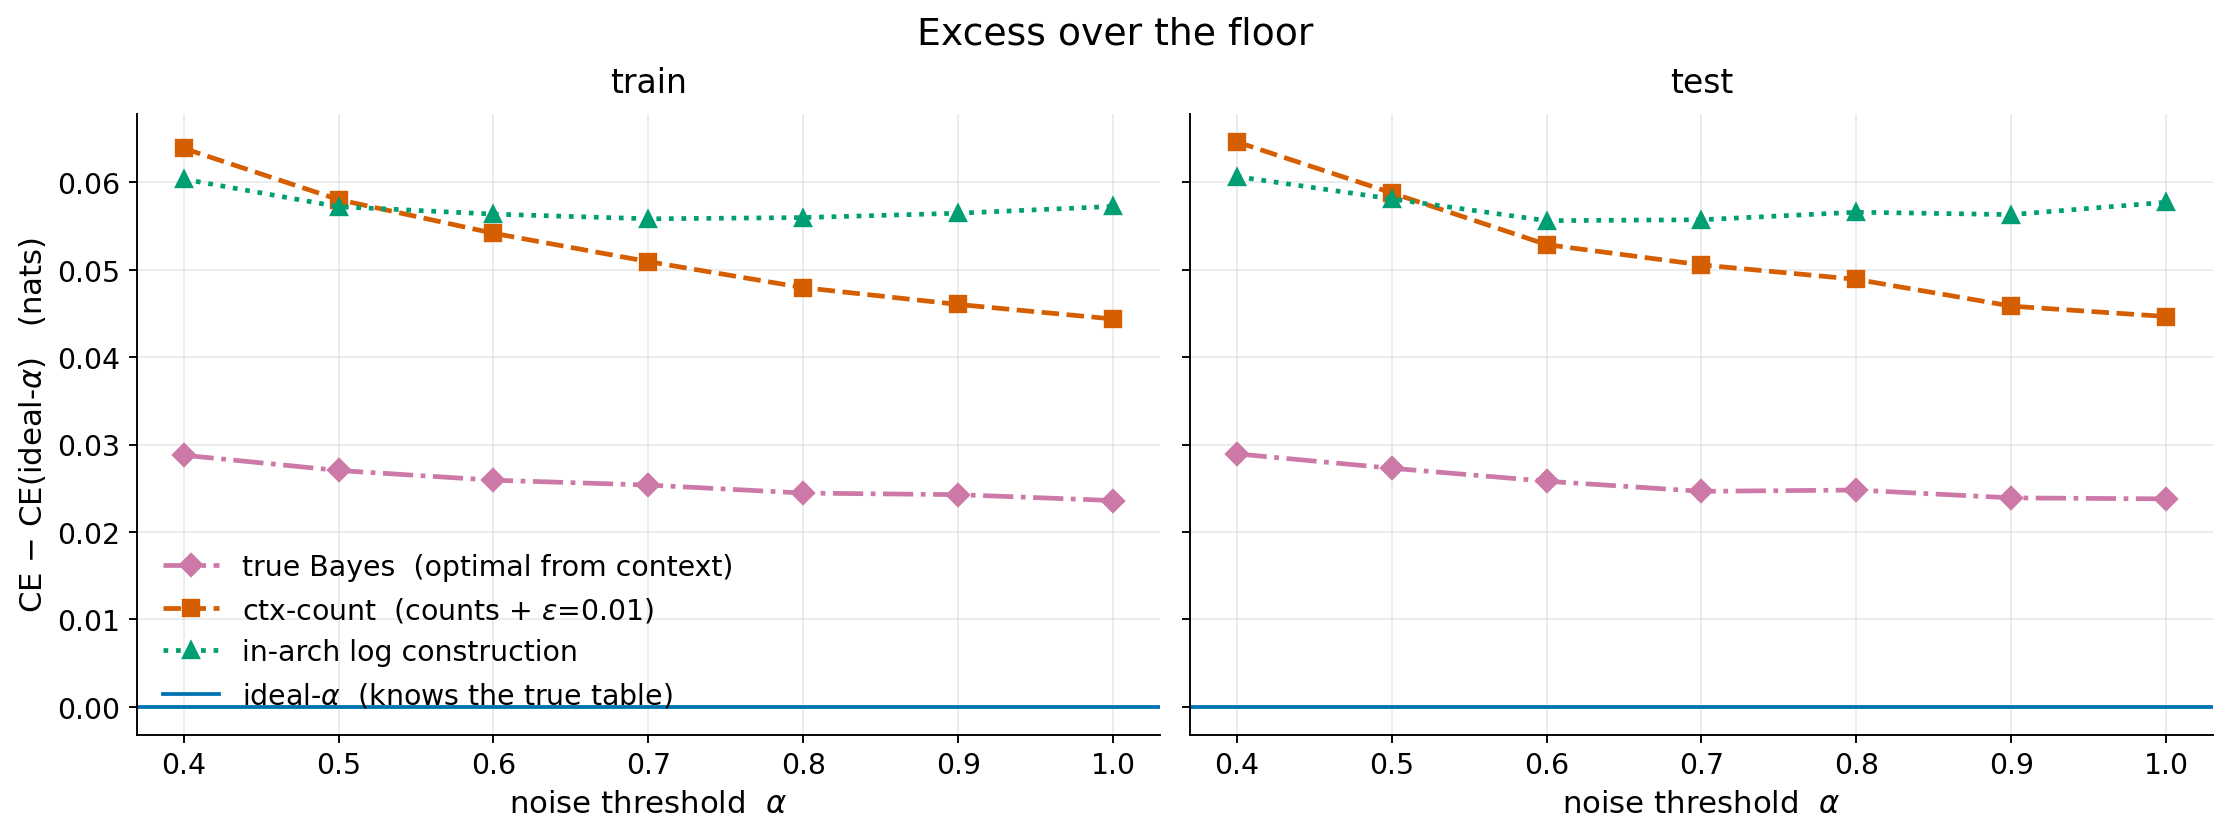 Excess over the floor
train
test
CE − CE(ideal-α)  (nats)
0.06
0.05
0.04
0.03
0.02
0.01
0.00
true Bayes  (optimal from context)
ctx-count  (counts + ε=0.01)
in-arch log construction
ideal-α  (knows the true table)
0.4 0.5 0.6 0.7 0.8 0.9 1.0
0.4 0.5 0.6 0.7 0.8 0.9 1.0
noise threshold  α
noise threshold  α